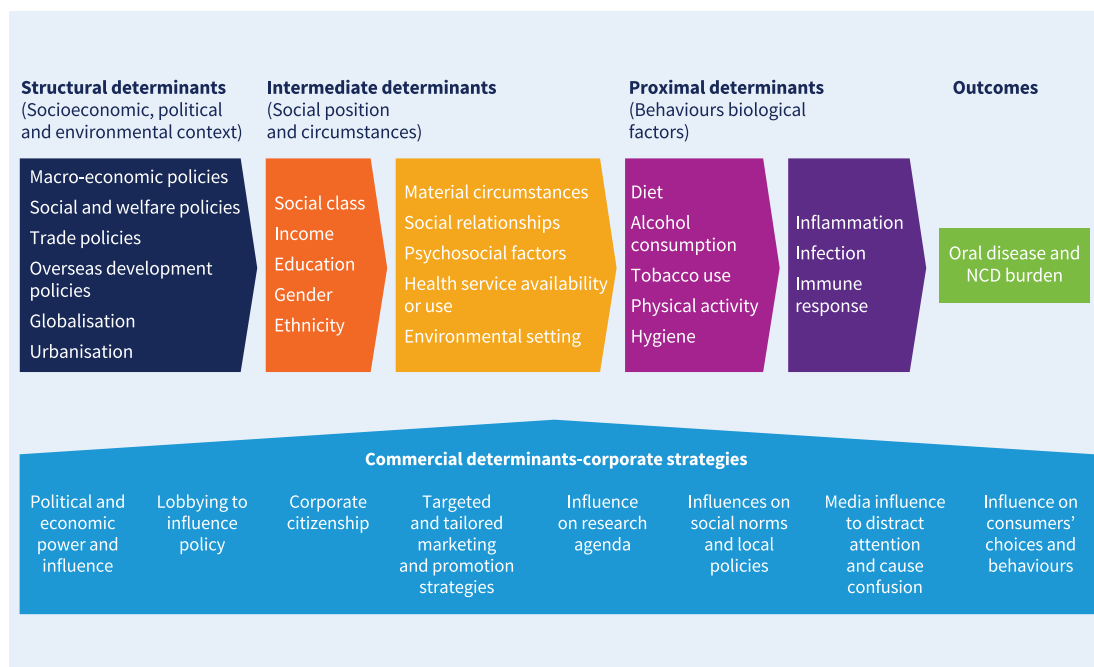 Structural determinants
(Socioeconomic, political
and environmental context)
Intermediate determinants
(Social position
and circumstances)
Proximal determinants
(Behaviours biological
factors)
Outcomes
Macro-economic policies
Social and welfare policies
Trade policies
Overseas development
policies
Globalisation
Urbanisation
Social class
Income
Education
Gender
Ethnicity
Material circumstances
Social relationships
Psychosocial factors
Health service availability
or use
Environmental setting
Diet
Alcohol
consumption
Tobacco use
Physical activity
Hygiene
Inflammation
Infection
Immune
response
Oral disease and
NCD burden
Commercial determinants-corporate strategies
Political and
economic
power and
influence
Lobbying to
influence
policy
Corporate
citizenship
Targeted
and tailored
marketing
and promotion
strategies
Influence
on research
agenda
Influences on
social norms
and local
policies
Media influence
to distract
attention
and cause
confusion
Influence on
consumers’
choices and
behaviours